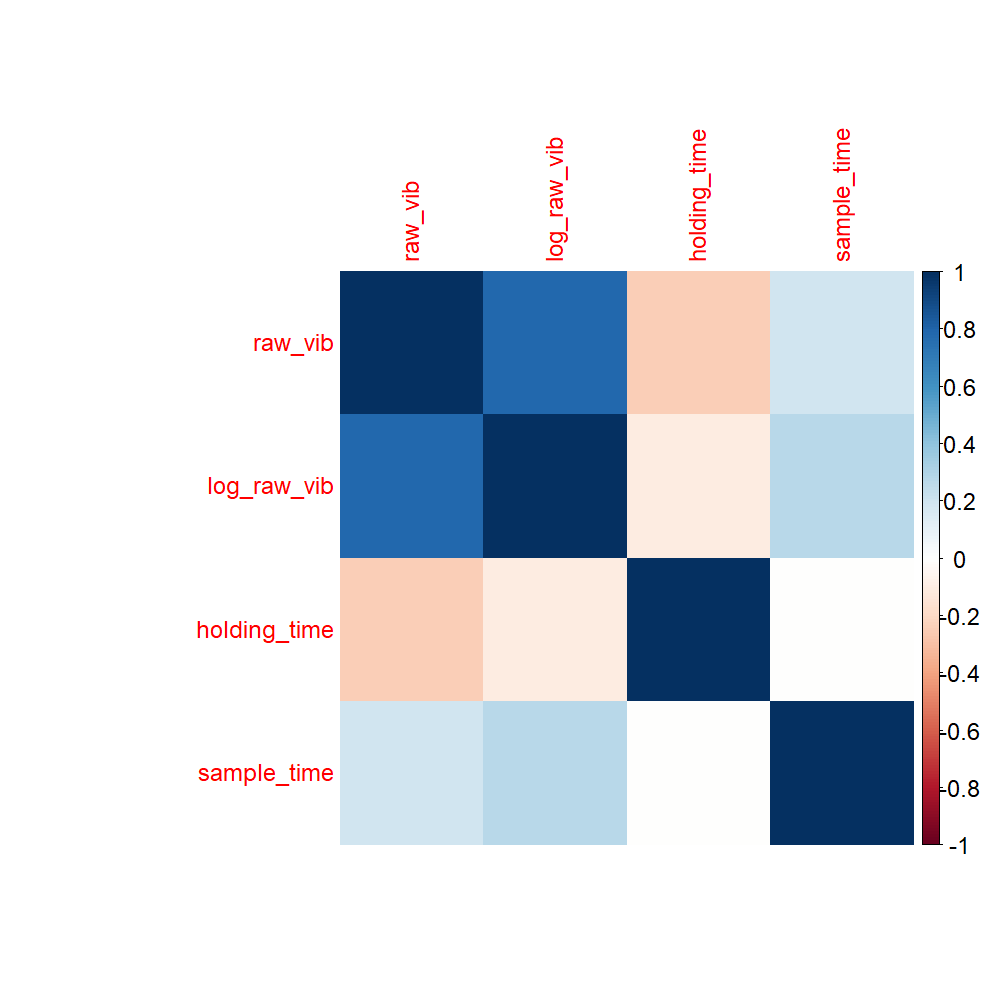 raw_vib
log_raw_vib
holding_time
sample_time
raw_vib
log_raw_vib
holding_time
sample_time
1
0.8
0.6
0.4
0.2
0
-0.2
-0.4
-0.6
-0.8
-1